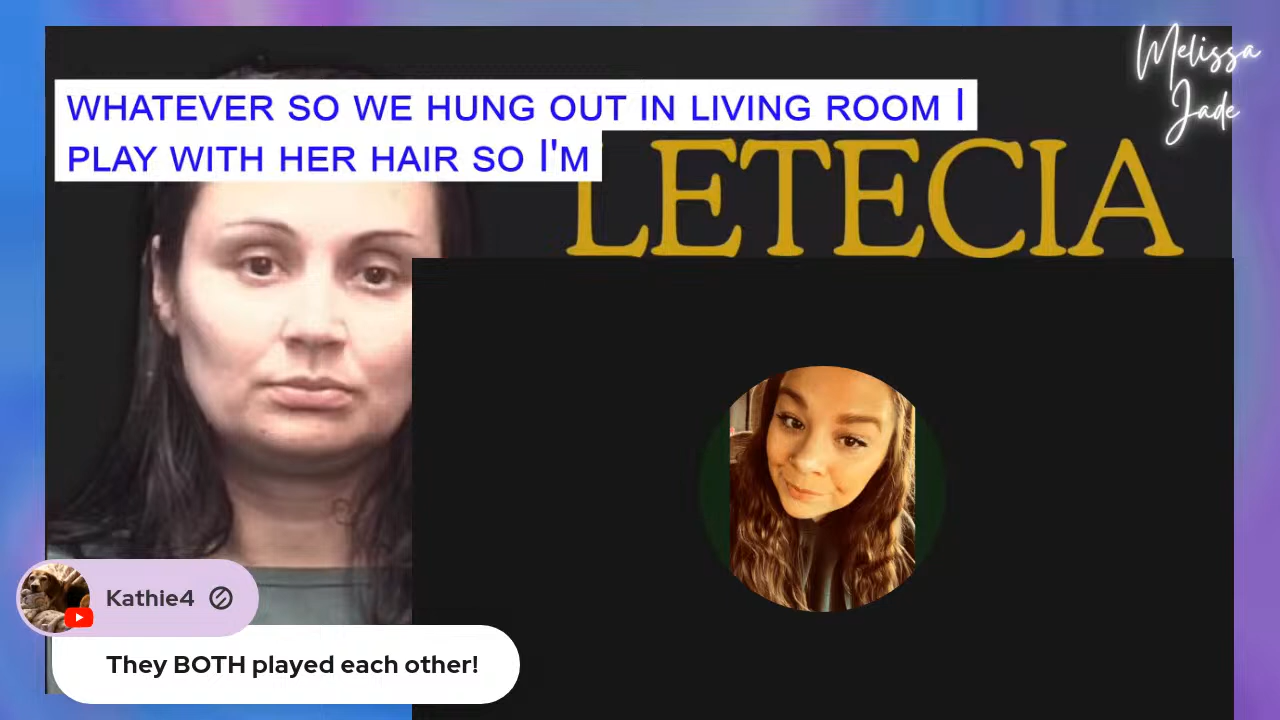 Melissa
Jade
WHATEVER SO WE HUNG OUT IN LIVING ROOM I
PLAY WITH HER HAIR SO I'M
LETECIA
Kathie4
They BOTH played each other!